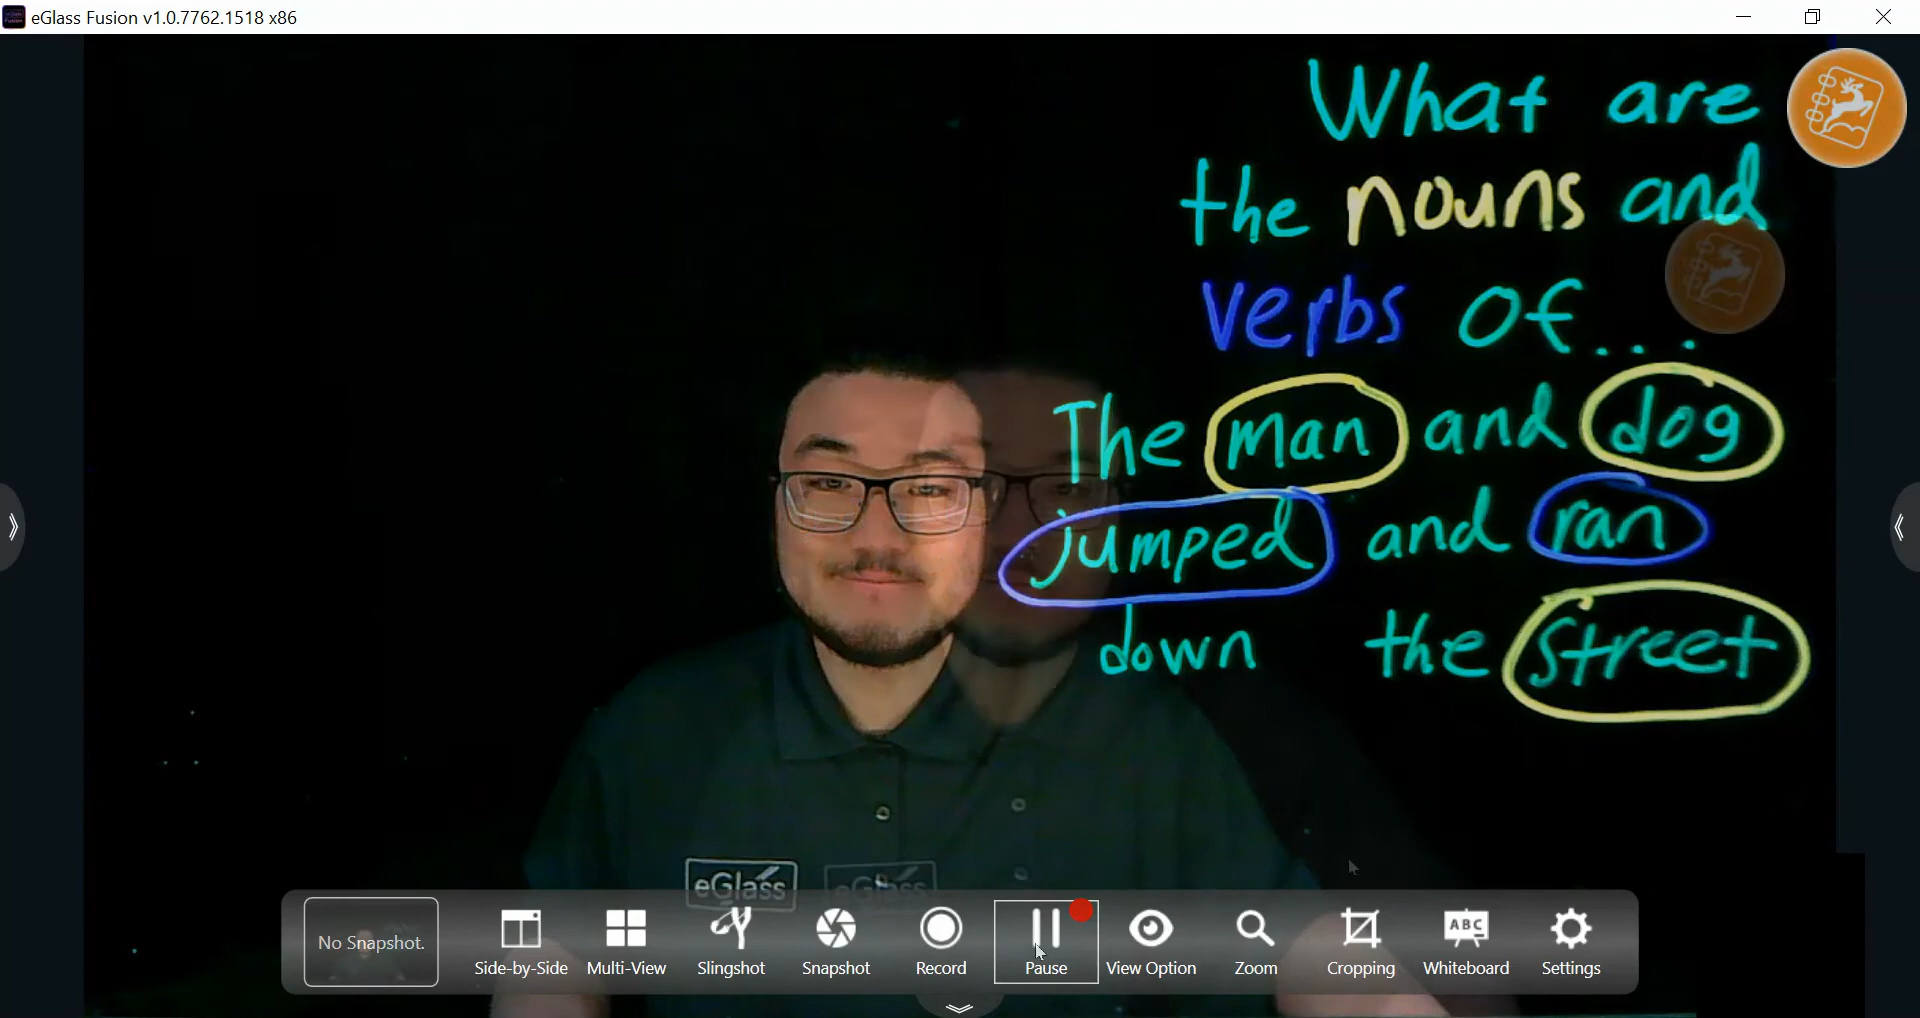 eGlass Fusion v1.0.7762.1518 x86
What are
the nouns and
verbs of...
The man and dog
jumped and ran
down the street
eGlass
eGlass
No Snapshot.
Side-by-Side
Multi-View
Slingshot
Snapshot
Record
Pause
View Option
Zoom
Cropping
ABC
Whiteboard
Settings